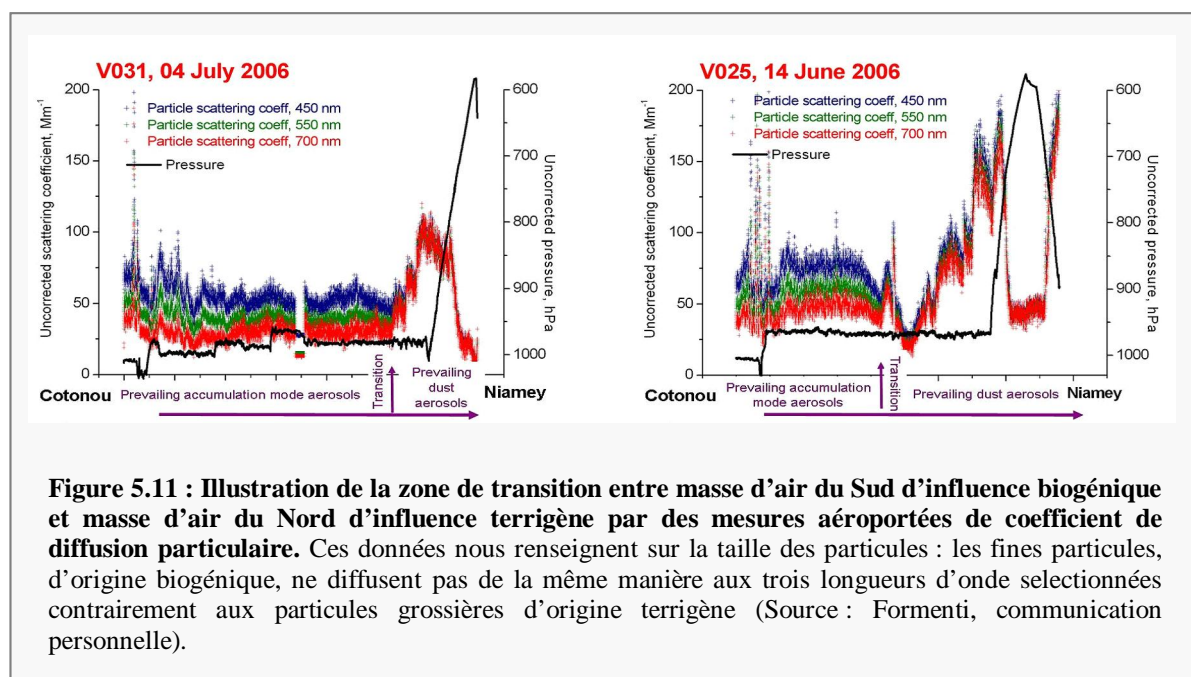 V031, 04 July 2006
Particle scattering coeff, 450 nm
Particle scattering coeff, 550 nm
Particle scattering coeff, 700 nm
Pressure
Uncorrected scattering coefficient, Mm-1
200
150
100
50
0
600
700
800
900
1000
Uncorrected pressure, hPa
Cotonou
Prevailing accumulation mode aerosols
Transition
Prevailing
dust
aerosols
Niamey
V025, 14 June 2006
Particle scattering coeff, 450 nm
Particle scattering coeff, 550 nm
Particle scattering coeff, 700 nm
Pressure
Uncorrected scattering coefficient, Mm-1
200
150
100
50
0
600
700
800
900
1000
Uncorrected pressure, hPa
Cotonou
Prevailing accumulation
mode aerosols
Transition
Prevailing dust aerosols
Niamey
Figure 5.11 : Illustration de la zone de transition entre masse d'air du Sud d'influence biogénique
et masse d'air du Nord d'influence terrigène par des mesures aéroportées de coefficient de
diffusion particulaire. Ces données nous renseignent sur la taille des particules : les fines particules,
d'origine biogénique, ne diffusent pas de la même manière aux trois longueurs d'onde selectionnées
contrairement aux particules grossières d'origine terrigène (Source : Formenti, communication
personnelle).